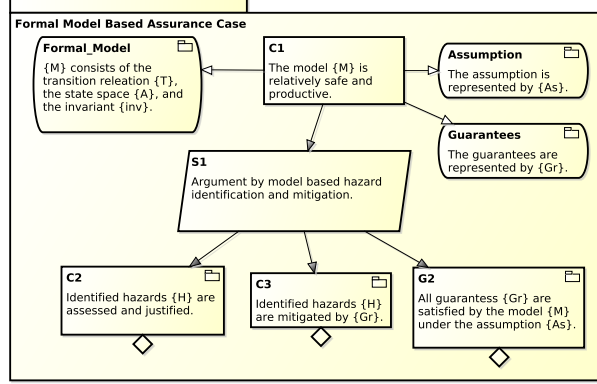 Formal Model Based Assurance Case
Formal_Model
{M} consists of the
transition releation {T},
the state space {A}, and
the invariant {inv}.
C1
The model {M} is
relatively safe and
productive.
Assumption
The assumption is
represented by {As}.
Guarantees
The guarantees are
represented by {Gr}.
S1
Argument by model based hazard
identification and mitigation.
C2
Identified hazards {H} are
assessed and justified.
C3
Identified hazards {H}
are mitigated by {Gr}.
G2
All guarantess {Gr} are
satisfied by the model {M}
under the assumption {As}.